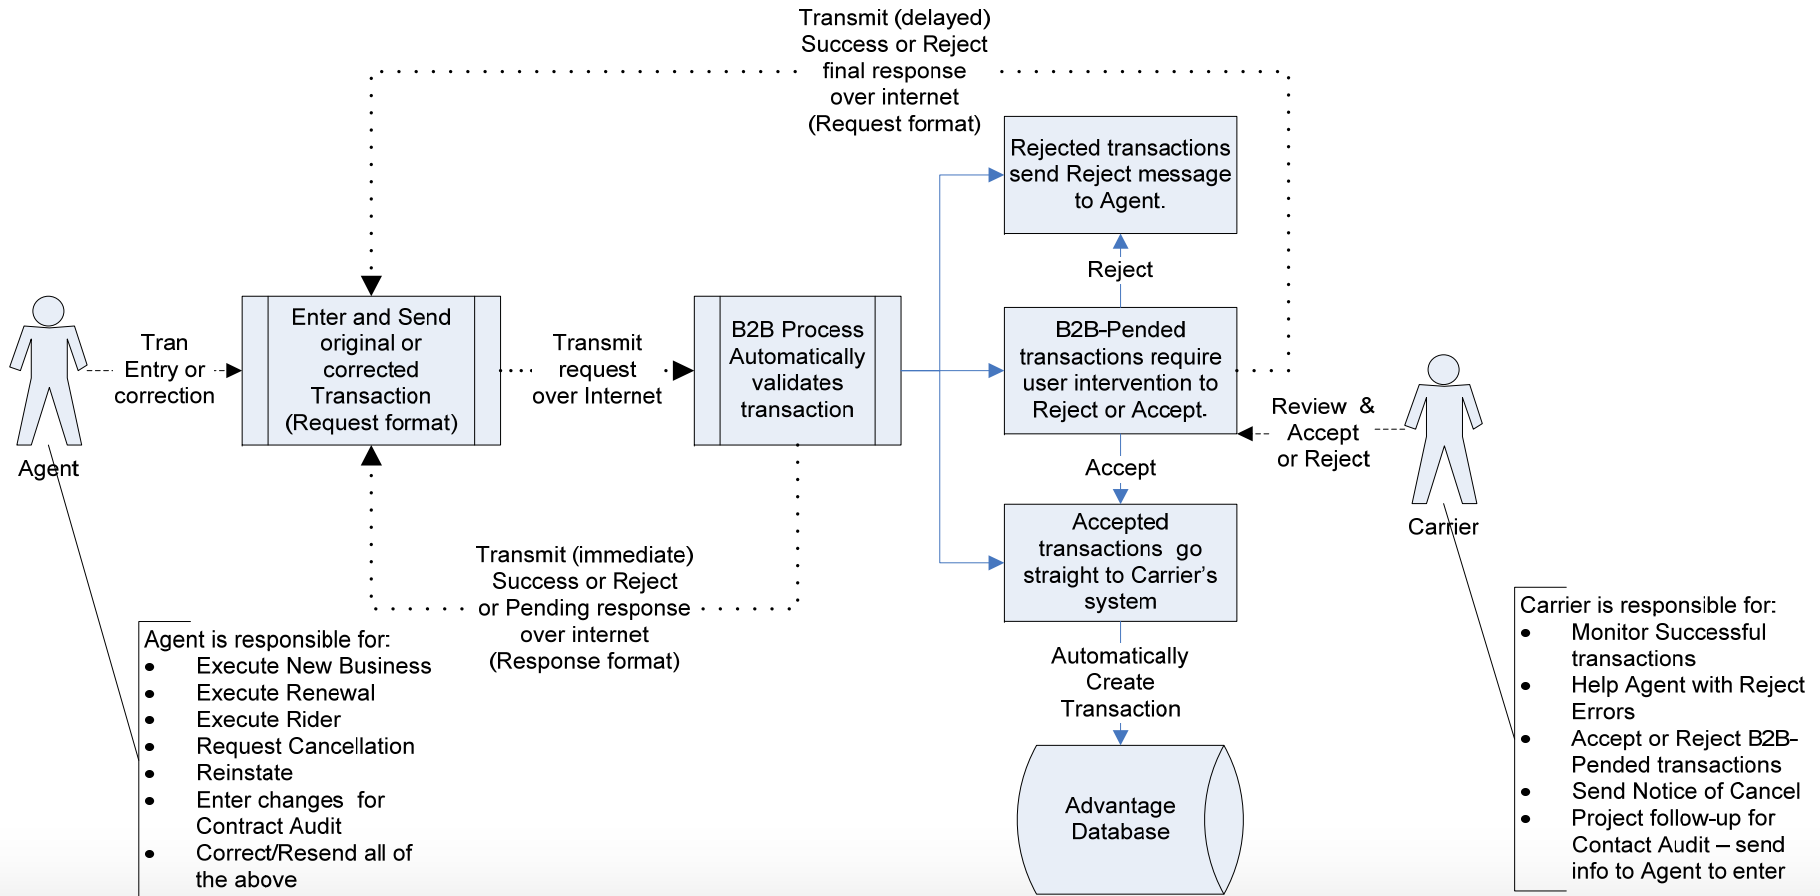 Transmit (delayed)
Success or Reject
final response
over internet
(Request format)
Rejected transactions
send Reject message
to Agent.
Reject
Agent
Tran
Entry or
correction
Enter and Send
original or
corrected
Transaction
(Request format)
Transmit
request
over Internet
B2B Process
Automatically
validates
transaction
B2B-Pended
transactions require
user intervention to
Reject or Accept.
Review &
Accept
or Reject
Carrier
Accept
Transmit (immediate)
Success or Reject
or Pending response
over internet
(Response format)
Accepted
transactions go
straight to Carrier's
system
Automatically
Create
Transaction
Advantage
Database
Agent is responsible for:
• Execute New Business
• Execute Renewal
• Execute Rider
• Request Cancellation
• Reinstate
• Enter changes for
Contract Audit
• Correct/Resend all of
the above
Carrier is responsible for:
• Monitor Successful
transactions
• Help Agent with Reject
Errors
• Accept or Reject B2B-
Pended transactions
• Send Notice of Cancel
• Project follow-up for
Contact Audit – send
info to Agent to enter